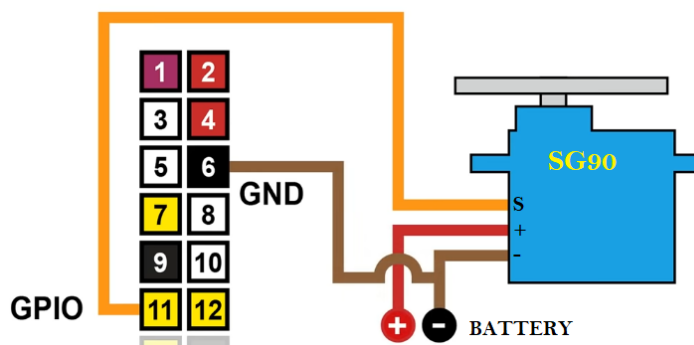 1 2
3 4
SG90
5 6
GND
7 8
S
+
9 10
-
GPIO 11 12
+ - BATTERY